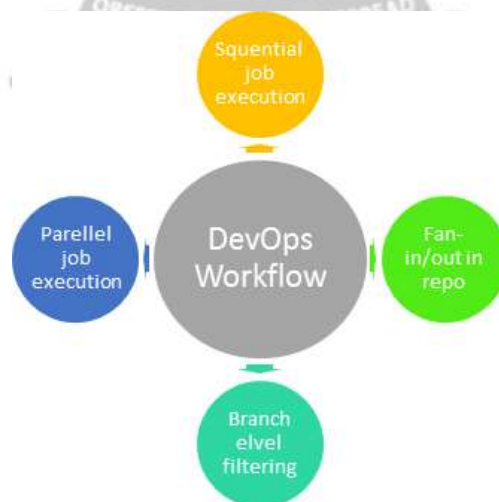 Squential
job
execution
Parellel
job
execution
DevOps
Workflow
Fan-
in/out in
repo
Branch
elvel
filtering